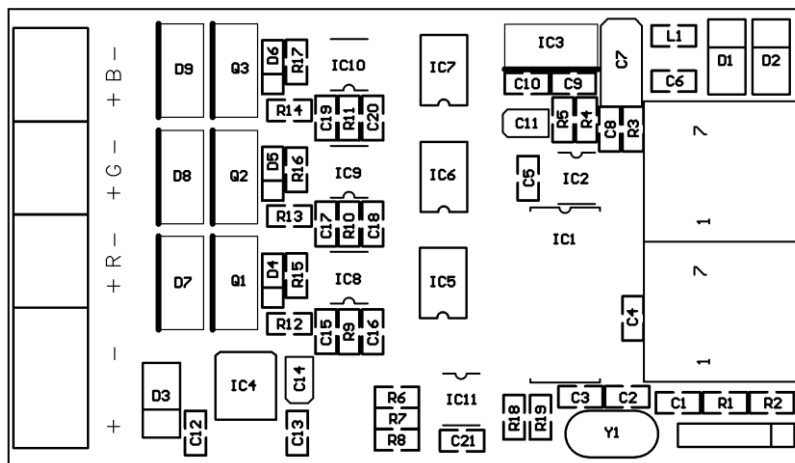 + B -
D9
Q3
D6
R17
IC10
IC7
IC3
C7
L1
D1
D2
C10
C9
C6
R14
C19
R11
C20
C11
R5
R4
C8
R3
7
+ G -
D8
Q2
D5
R16
IC9
IC6
C5
IC2
R13
C17
R10
C18
IC1
1
+ R -
D7
Q1
D4
R15
IC8
IC5
7
R12
C15
R9
C16
C4
1
-
D3
IC4
C14
R6
IC11
R18
R19
C3
C2
C1
R1
R2
+
C12
C13
R7
R8
C21
Y1